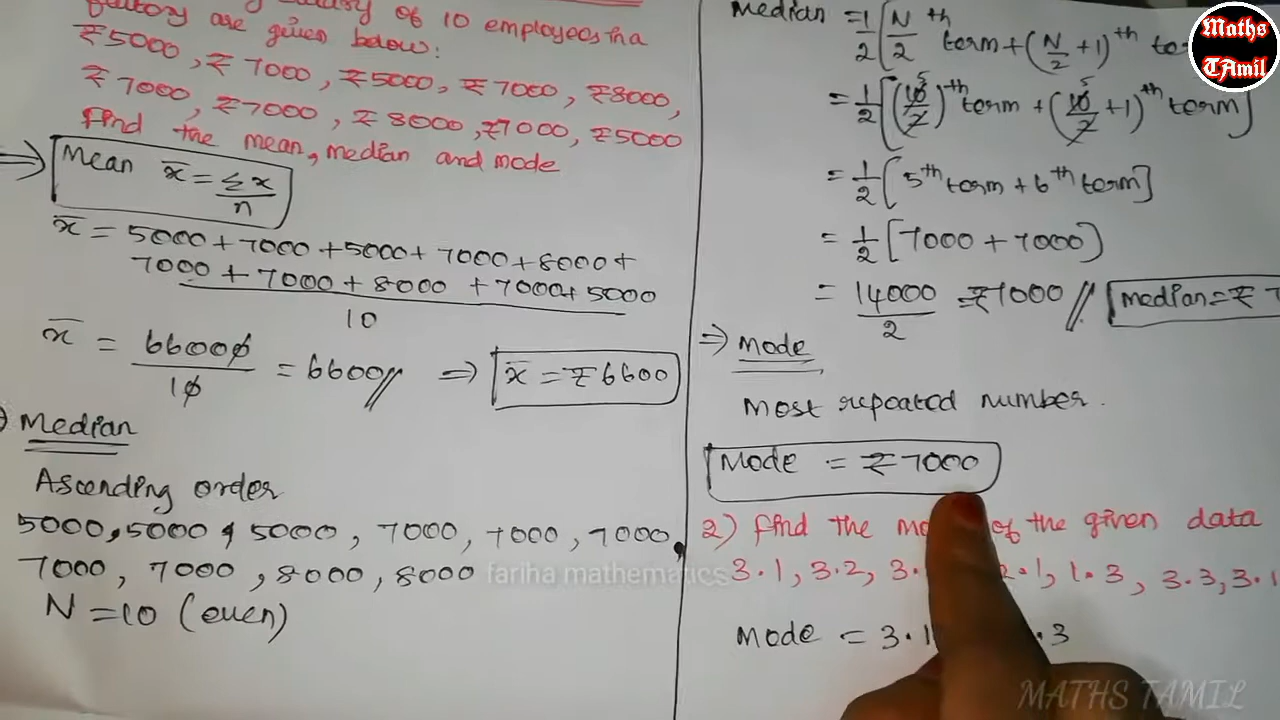 of 10 employees in a
factory are given below:
₹5000, ₹7000, ₹5000, ₹7000, ₹8000,
₹7000, ₹7000, ₹8000, ₹7000, ₹5000
Find the mean, median and mode
⇒ Mean x̄ = Σx/n
x̄ = 5000+7000+5000+7000+8000+
7000+7000+8000+7000+5000
10
x̄ = 66000/10 = 6600// ⇒ x̄ = ₹6600
Median
Ascending order
5000, 5000, 5000, 7000, 7000, 7000,
7000, 7000, 8000, 8000
N = 10 (even)
Median = 1/2 [N/2 th term + (N/2 + 1)th
= 1/2 [(10/2)th term + (10/2 + 1)th term]
= 1/2 [5th term + 6th term]
= 1/2 [7000 + 7000]
= 14000/2 = ₹7000 // median = ₹
⇒ Mode
Most repeated number.
Mode = ₹7000
2) Find the of the given data
3.1, 3.2, 1.3, 3.3, 3.1
Mode =
Maths
TAmil
fariha mathematics
MATHS TAMIL